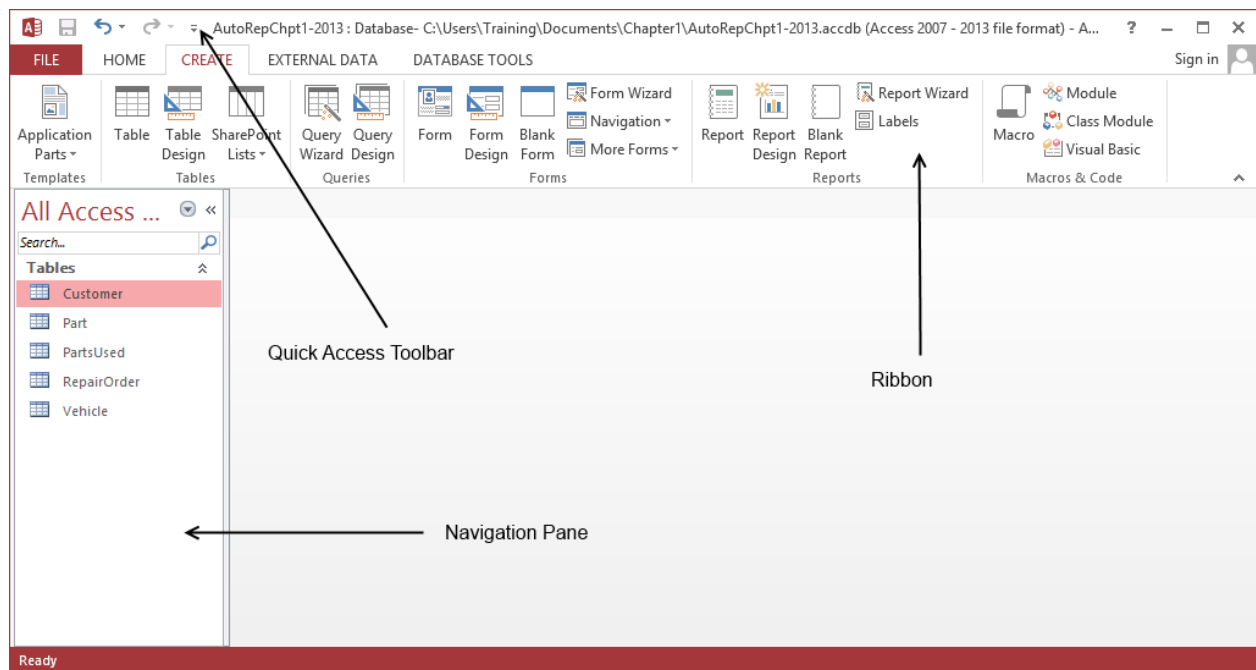 AutoRepChpt1-2013 : Database- C:\Users\Training\Documents\Chapter1\AutoRepChpt1-2013.accdb (Access 2007 - 2013 file format) - A... ?
FILE HOME CREATE EXTERNAL DATA DATABASE TOOLS Sign in
Application Parts
Table
Table Design
SharePoint Lists
Query Wizard
Query Design
Form
Form Design
Blank Form
Form Wizard
Navigation
More Forms
Report
Report Design
Blank Report
Report Wizard
Labels
Macro
Module
Class Module
Visual Basic
Templates Tables Queries Forms Reports Macros & Code
All Access ...
Search...
Tables
Customer
Part
PartsUsed
RepairOrder
Vehicle
Quick Access Toolbar
Ribbon
Navigation Pane
Ready